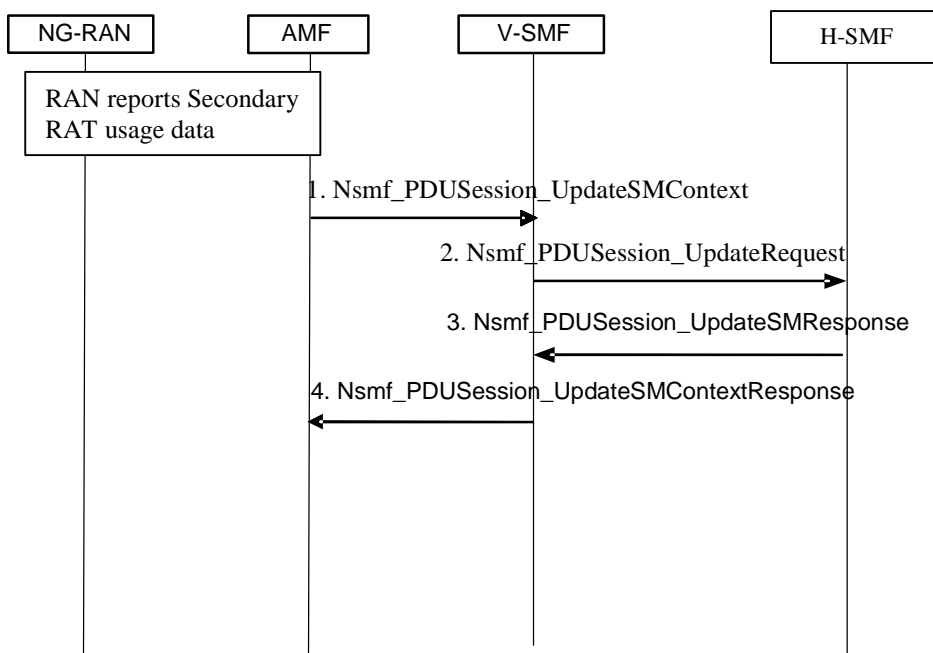 NG-RAN
AMF
V-SMF
H-SMF
RAN reports Secondary
RAT usage data
1. Nsmf_PDUSession_UpdateSMContext
2. Nsmf_PDUSession_UpdateRequest
3. Nsmf_PDUSession_UpdateSMResponse
4. Nsmf_PDUSession_UpdateSMContextResponse